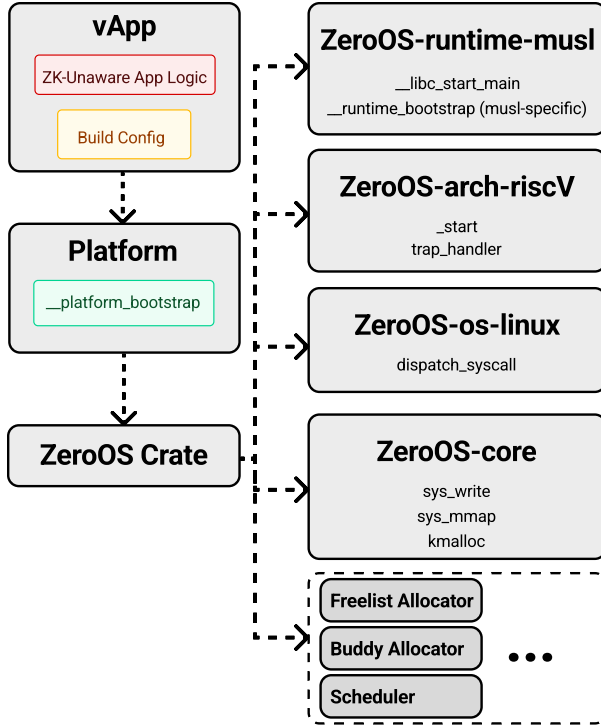 vApp
ZK-Unaware App Logic
Build Config
Platform
__platform_bootstrap
ZeroOS Crate
ZeroOS-runtime-musl
__libc_start_main
__runtime_bootstrap (musl-specific)
ZeroOS-arch-riscV
_start
trap_handler
ZeroOS-os-linux
dispatch_syscall
ZeroOS-core
sys_write
sys_mmap
kmalloc
Freelist Allocator
Buddy Allocator
Scheduler
...